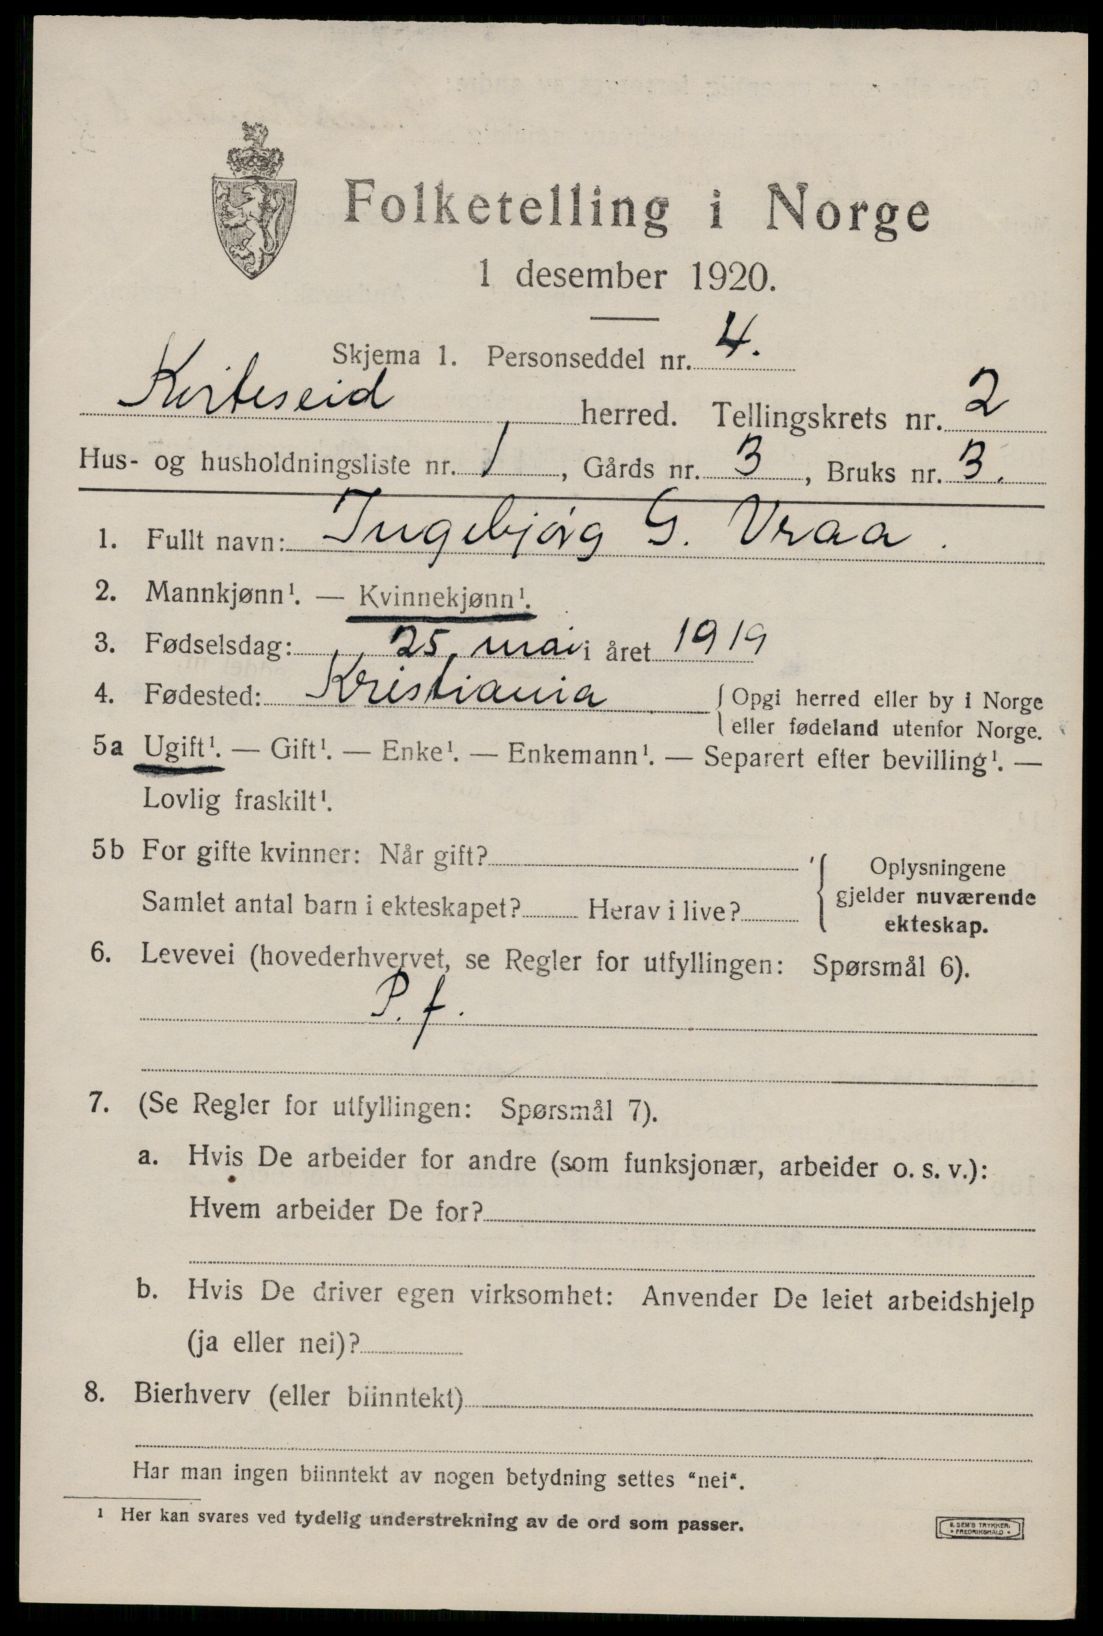 Folketelling i Norge
1 desember 1920.
Skjema 1. Personseddel nr. 4.
Kviteseid herred. Tellingskrets nr. 2
Hus- og husholdningsliste nr. 1, Gårds nr. 3, Bruks nr. 3.
1. Fullt navn: Ingebjørg G. Vraa.
2. Mannkjønn¹. — Kvinnekjønn¹.
3. Fødselsdag: 25. mai i året 1919
4. Fødested: Kristiania { Opgi herred eller by i Norge
eller fødeland utenfor Norge.
5a Ugift¹. — Gift¹. — Enke¹. — Enkemann¹. — Separert efter bevilling¹. —
Lovlig fraskilt¹.
5b For gifte kvinner: Når gift? { Oplysningene
gjelder nuværende
Samlet antal barn i ekteskapet? Herav i live?
ekteskap.
6. Levevei (hovederhvervet, se Regler for utfyllingen: Spørsmål 6).
P. f.
7. (Se Regler for utfyllingen: Spørsmål 7).
a. Hvis De arbeider for andre (som funksjonær, arbeider o. s. v.):
Hvem arbeider De for?
b. Hvis De driver egen virksomhet: Anvender De leiet arbeidshjelp
(ja eller nei)?
8. Bierhverv (eller biinntekt)
Har man ingen biinntekt av nogen betydning settes "nei".
¹ Her kan svares ved tydelig understrekning av de ord som passer.
E. SEM'S TRYKKERI
• FREDRIKSHALD •